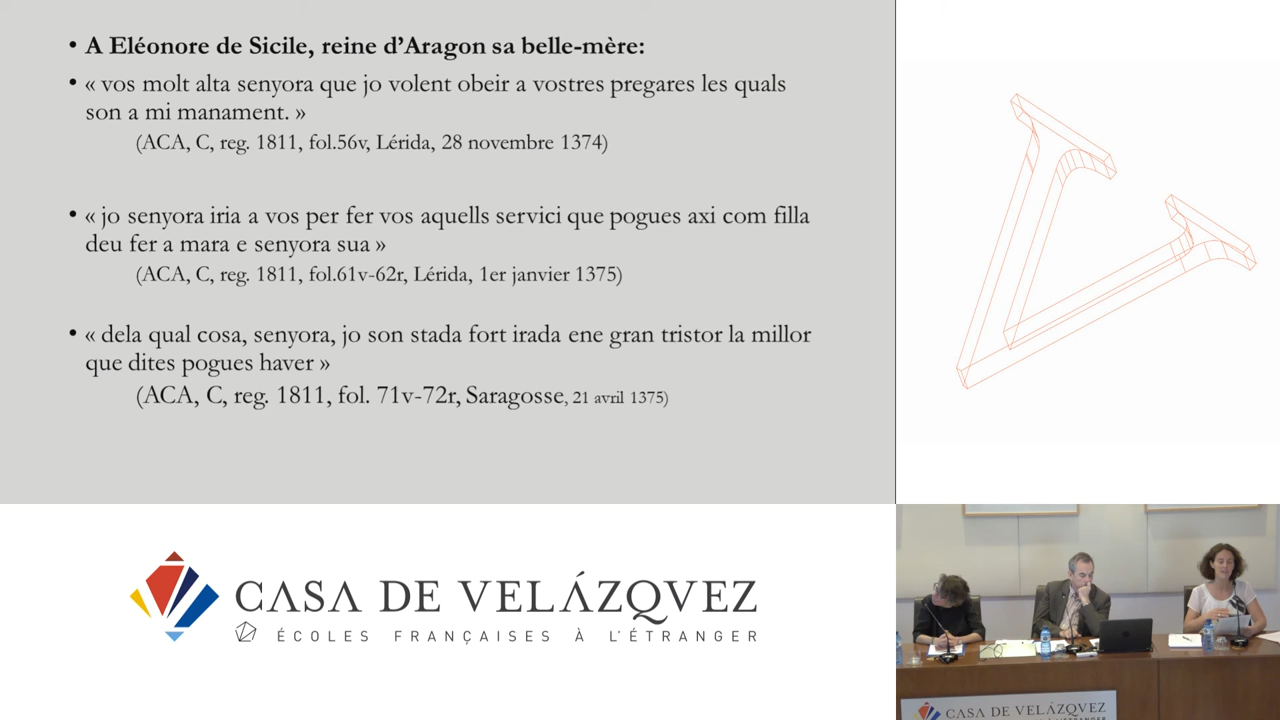 • A Eléonore de Sicile, reine d'Aragon sa belle-mère:
• « vos molt alta senyora que jo volent obeir a vostres pregares les quals
son a mi manament. »
(ACA, C, reg. 1811, fol.56v, Lérida, 28 novembre 1374)
• « jo senyora iria a vos per fer vos aquells servici que pogues axi com filla
deu fer a mara e senyora sua »
(ACA, C, reg. 1811, fol.61v-62r, Lérida, 1er janvier 1375)
• « dela qual cosa, senyora, jo son stada fort irada ene gran tristor la millor
que dites pogues haver »
(ACA, C, reg. 1811, fol. 71v-72r, Saragosse, 21 avril 1375)
CASA DE VELÁZQVEZ
ÉCOLES FRANÇAISES À L'ÉTRANGER
CASA DE VELÁZQVEZ